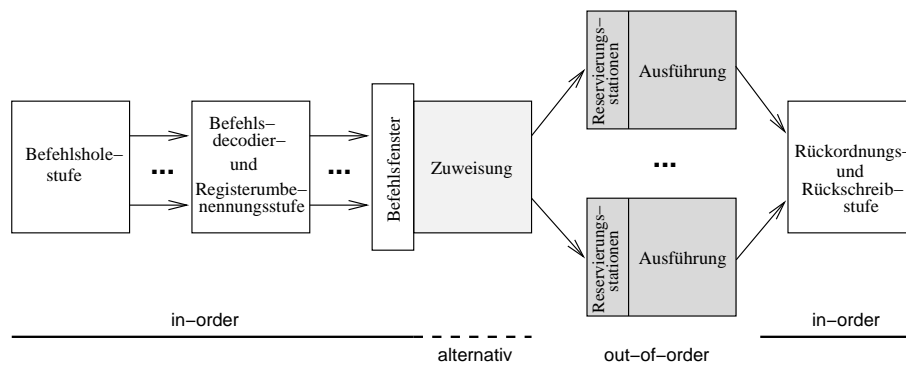 Befehlshole–
stufe
...
Befehls–
decodier–
und
Registerumbe–
nennungsstufe
...
Befehlsfenster
Zuweisung
Reservierungs–
stationen
Ausführung
...
Reservierungs–
stationen
Ausführung
Rückordnungs–
und
Rückschreib–
stufe
in–order
alternativ
out–of–order
in–order